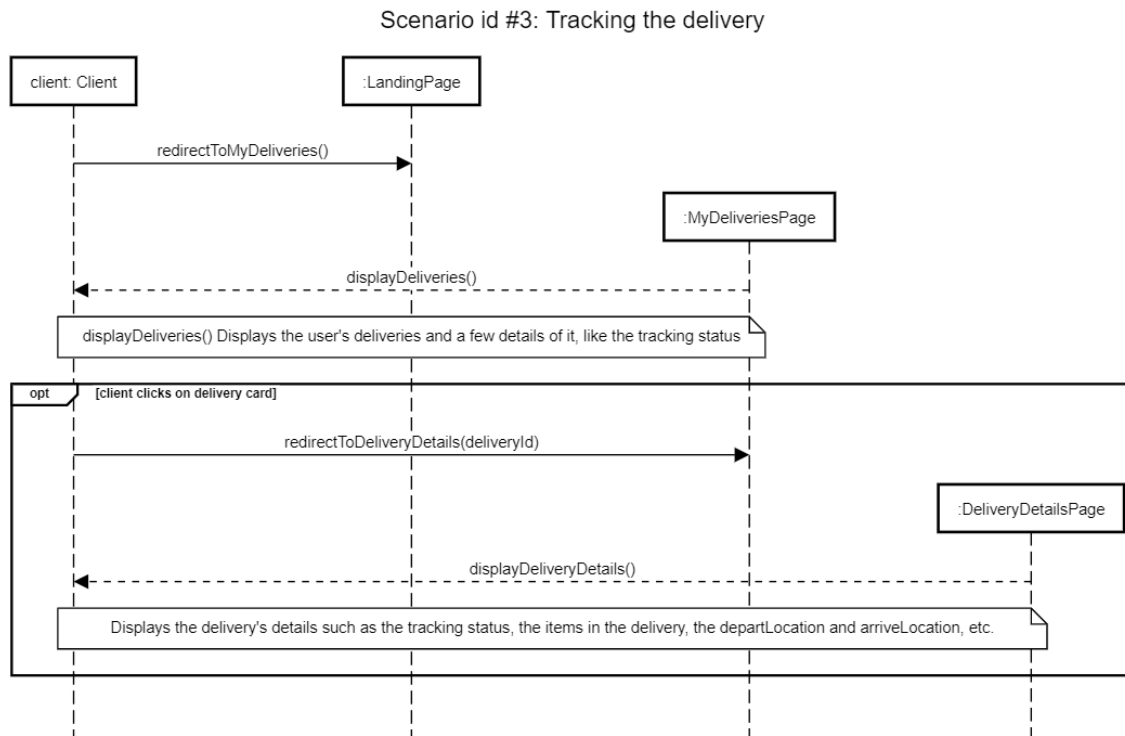 Scenario id #3: Tracking the delivery
client: Client
:LandingPage
redirectToMyDeliveries()
:MyDeliveriesPage
displayDeliveries()
displayDeliveries() Displays the user's deliveries and a few details of it, like the tracking status
opt
[client clicks on delivery card]
redirectToDeliveryDetails(deliveryId)
:DeliveryDetailsPage
displayDeliveryDetails()
Displays the delivery's details such as the tracking status, the items in the delivery, the departLocation and arriveLocation, etc.